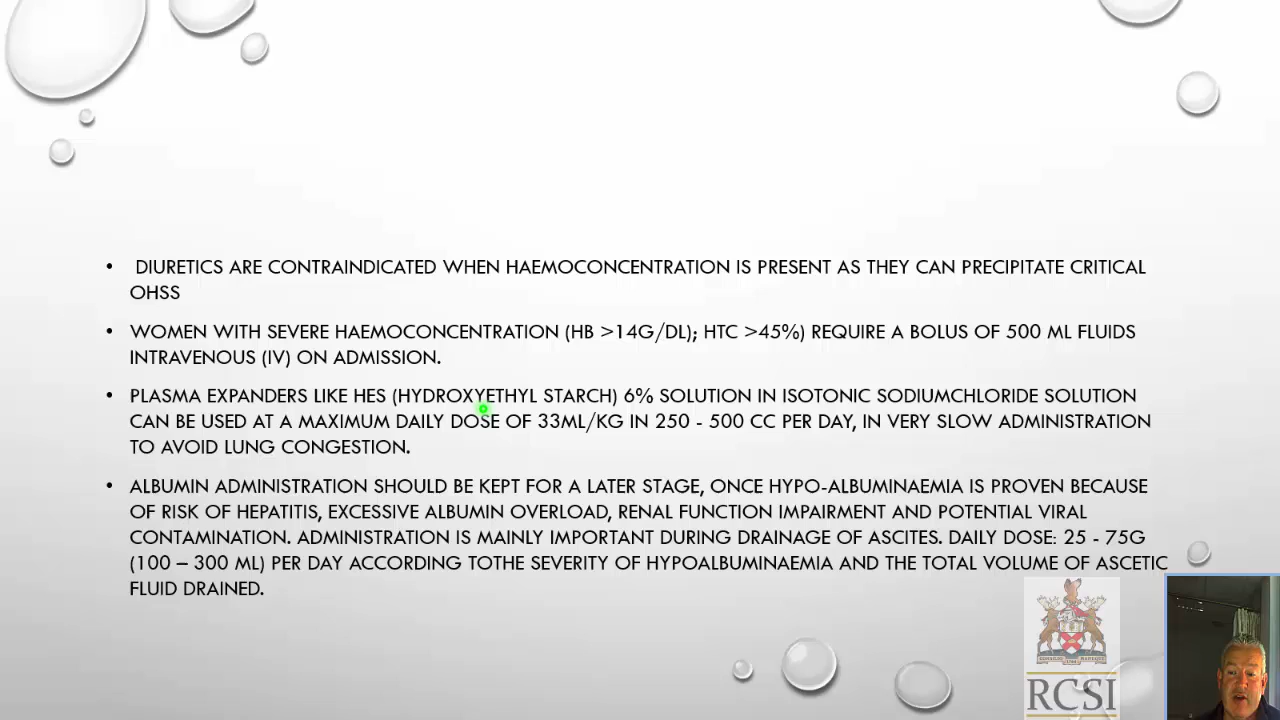 • DIURETICS ARE CONTRAINDICATED WHEN HAEMOCONCENTRATION IS PRESENT AS THEY CAN PRECIPITATE CRITICAL
OHSS
• WOMEN WITH SEVERE HAEMOCONCENTRATION (HB >14G/DL); HTC >45%) REQUIRE A BOLUS OF 500 ML FLUIDS
INTRAVENOUS (IV) ON ADMISSION.
• PLASMA EXPANDERS LIKE HES (HYDROXYETHYL STARCH) 6% SOLUTION IN ISOTONIC SODIUMCHLORIDE SOLUTION
CAN BE USED AT A MAXIMUM DAILY DOSE OF 33ML/KG IN 250 - 500 CC PER DAY, IN VERY SLOW ADMINISTRATION
TO AVOID LUNG CONGESTION.
• ALBUMIN ADMINISTRATION SHOULD BE KEPT FOR A LATER STAGE, ONCE HYPO-ALBUMINAEMIA IS PROVEN BECAUSE
OF RISK OF HEPATITIS, EXCESSIVE ALBUMIN OVERLOAD, RENAL FUNCTION IMPAIRMENT AND POTENTIAL VIRAL
CONTAMINATION. ADMINISTRATION IS MAINLY IMPORTANT DURING DRAINAGE OF ASCITES. DAILY DOSE: 25 - 75G
(100 – 300 ML) PER DAY ACCORDING TOTHE SEVERITY OF HYPOALBUMINAEMIA AND THE TOTAL VOLUME OF ASCETIC
FLUID DRAINED.
RCSI